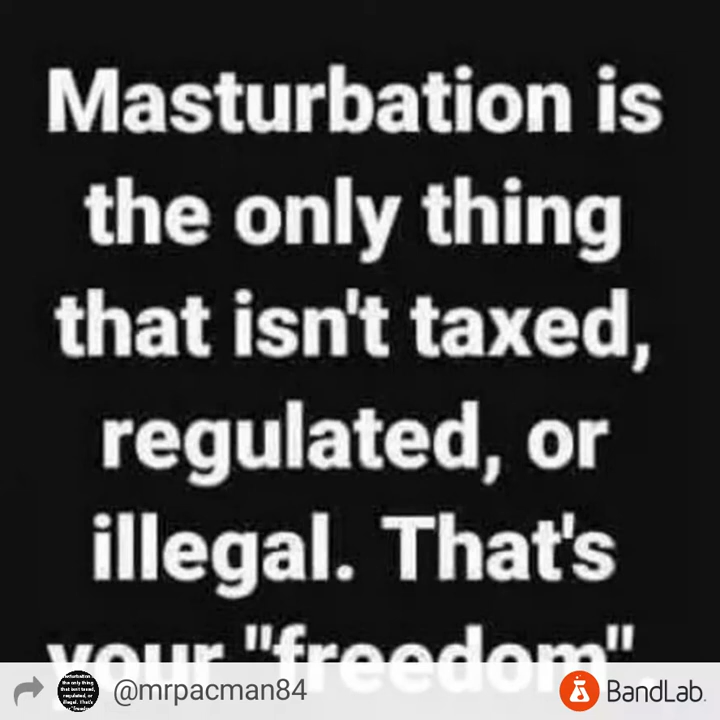 Masturbation is
the only thing
that isn't taxed,
regulated, or
illegal. That's
your "freedom".
@mrpacman84
BandLab.